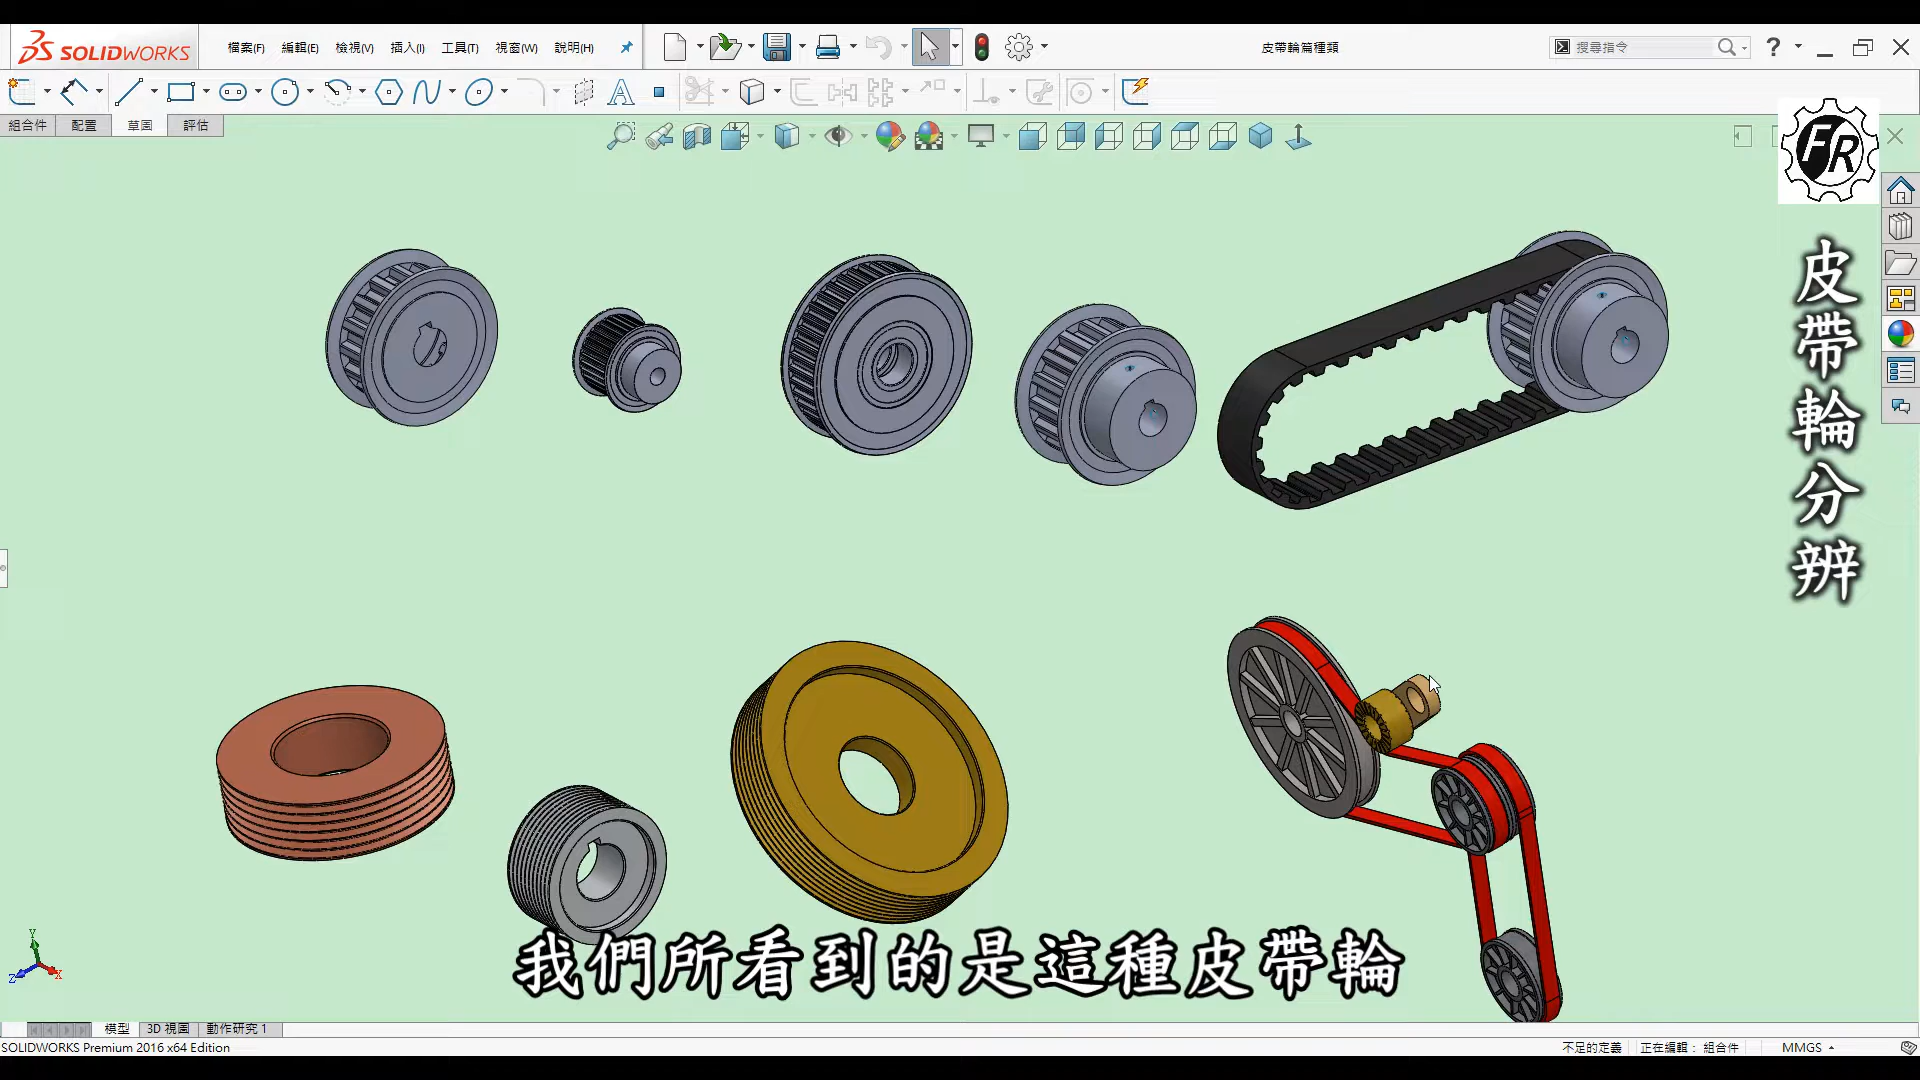 SOLIDWORKS
檔案(F) 編輯(E) 檢視(V) 插入(I) 工具(T) 視窗(W) 說明(H)
皮帶輪篇種類
搜尋指令
組合件 配置 草圖 評估
FR
皮帶輪分辨
我們所看到的是這種皮帶輪
Y
Z
X
模型 3D 視圖 動作研究 1
SOLIDWORKS Premium 2016 x64 Edition
不足的定義 正在編輯： 組合件 MMGS